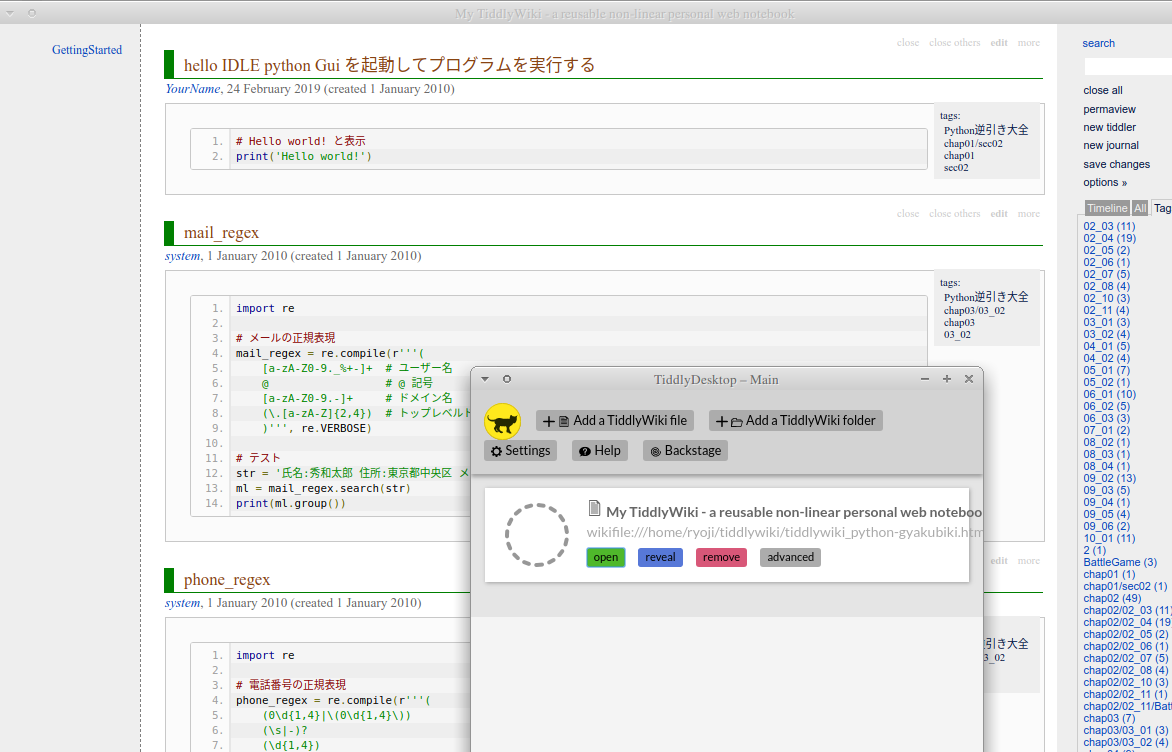 My TiddlyWiki - a reusable non-linear personal web notebook
GettingStarted
close close others edit more
hello IDLE python Gui を起動してプログラムを実行する
YourName, 24 February 2019 (created 1 January 2010)
1. # Hello world! と表示
2. print('Hello world!')
tags:
Python逆引き大全
chap01/sec02
chap01
sec02
close close others edit more
mail_regex
system, 1 January 2010 (created 1 January 2010)
1. import re
2.
3. # メールの正規表現
4. mail_regex = re.compile(r'''(
5. [a-zA-Z0-9._%+-]+ # ユーザー名
6. @ # @ 記号
7. [a-zA-Z0-9.-]+ # ドメイン名
8. (\.[a-zA-Z]{2,4}) # トップレベルト
9. )''', re.VERBOSE)
10.
11. # テスト
12. str = '氏名:秀和太郎 住所:東京都中央区 メ
13. ml = mail_regex.search(str)
14. print(ml.group())
tags:
Python逆引き大全
chap03/03_02
chap03
03_02
edit more
phone_regex
system, 1 January 2010 (created 1 January 2010)
1. import re
2.
3. # 電話番号の正規表現
4. phone_regex = re.compile(r'''(
5. (0\d{1,4}|\(0\d{1,4}\))
6. (\s|-)?
7. (\d{1,4})
逆引き大全
3_02
TiddlyDesktop – Main
Add a TiddlyWiki file
Add a TiddlyWiki folder
Settings
Help
Backstage
My TiddlyWiki - a reusable non-linear personal web noteboo
wikifile:///home/ryoji/tiddlywiki/tiddlywiki_python-gyakubiki.htm
open reveal remove advanced
search
close all
permaview
new tiddler
new journal
save changes
options »
Timeline All Tag
02_03 (11)
02_04 (19)
02_05 (2)
02_06 (1)
02_07 (5)
02_08 (4)
02_10 (3)
02_11 (4)
03_01 (3)
03_02 (4)
04_01 (5)
04_02 (4)
05_01 (7)
05_02 (1)
06_01 (10)
06_02 (5)
06_03 (3)
07_01 (2)
08_02 (1)
08_03 (1)
08_04 (1)
09_02 (13)
09_03 (5)
09_04 (1)
09_05 (4)
09_06 (2)
10_01 (11)
2 (1)
BattleGame (3)
chap01 (1)
chap01/sec02 (1)
chap02 (49)
chap02/02_03 (11)
chap02/02_04 (19
chap02/02_05 (2)
chap02/02_06 (1)
chap02/02_07 (5)
chap02/02_08 (4)
chap02/02_10 (3)
chap02/02_11 (1)
chap02/02_11/Batt
chap03 (7)
chap03/03_01 (3)
chap03/03_02 (4)